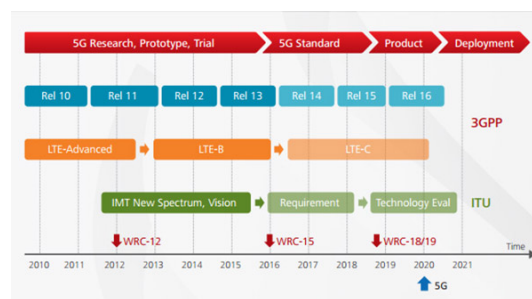 5G Research, Prototype, Trial 5G Standard Product Deployment
Rel 10 Rel 11 Rel 12 Rel 13 Rel 14 Rel 15 Rel 16
3GPP
LTE-Advanced LTE-B LTE-C
IMT New Spectrum, Vision Requirement Technology Eval ITU
WRC-12 WRC-15 WRC-18/19 Time
2010 2011 2012 2013 2014 2015 2016 2017 2018 2019 2020 2021
5G